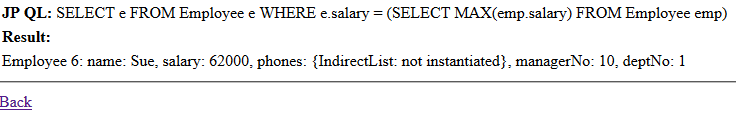 JP QL: SELECT e FROM Employee e WHERE e.salary = (SELECT MAX(emp.salary) FROM Employee emp)
Result:
Employee 6: name: Sue, salary: 62000, phones: {IndirectList: not instantiated}, managerNo: 10, deptNo: 1
Back